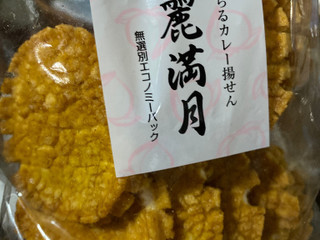 らるカレー揚せん
麗満月
無選別エコノミーパック